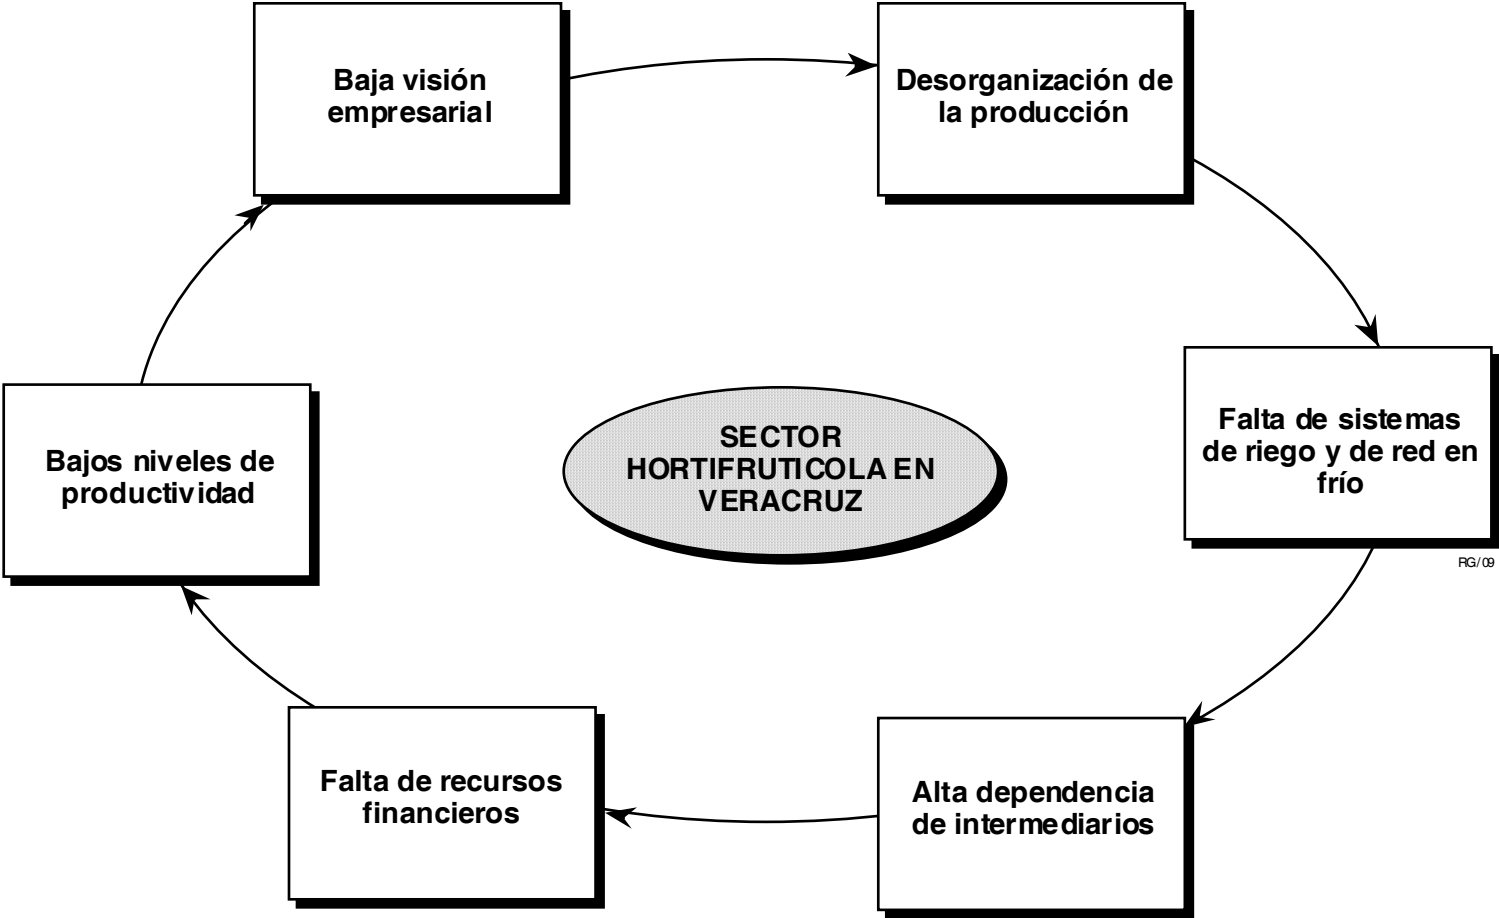 Baja visión
empresarial
Desorganización de
la producción
Falta de sistemas
de riego y de red en
frío
RG/09
Alta dependencia
de intermediarios
Falta de recursos
financieros
Bajos niveles de
productividad
SECTOR
HORTIFRUTICOLA EN
VERACRUZ